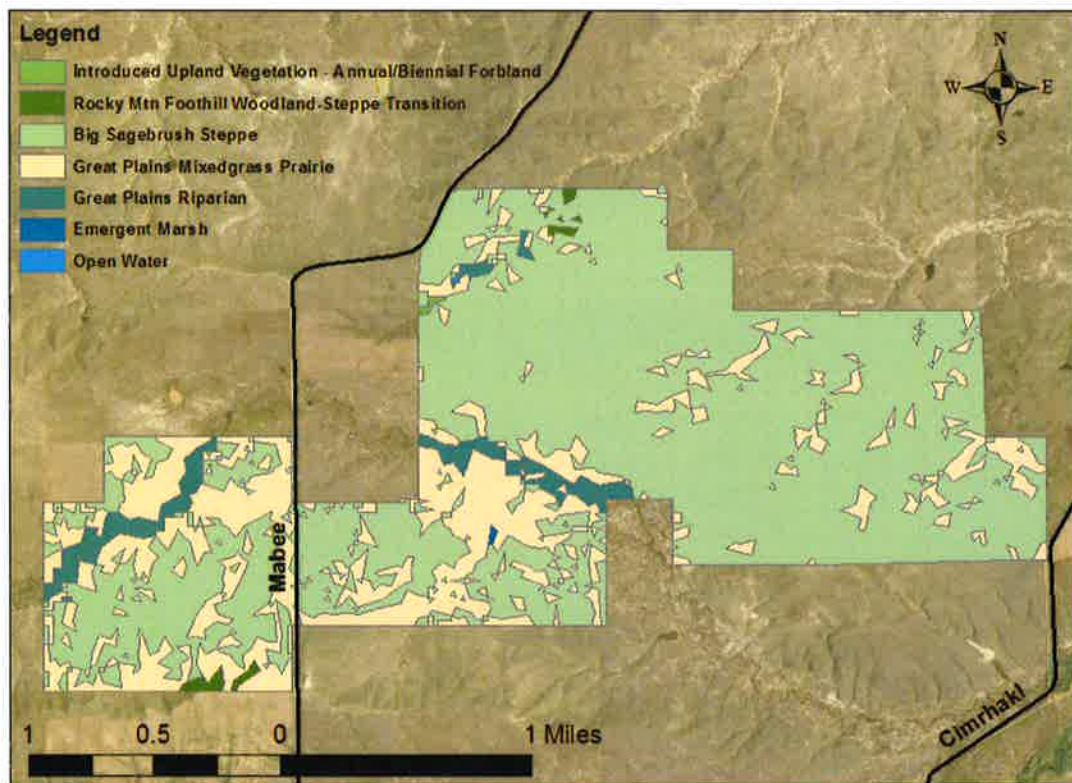 Legend
Introduced Upland Vegetation - Annual/Biennial Forbland
Rocky Mtn Foothill Woodland-Steppe Transition
Big Sagebrush Steppe
Great Plains Mixedgrass Prairie
Great Plains Riparian
Emergent Marsh
Open Water
N
W
E
S
Mabee
Cimrhakl
1 0.5 0 1 Miles